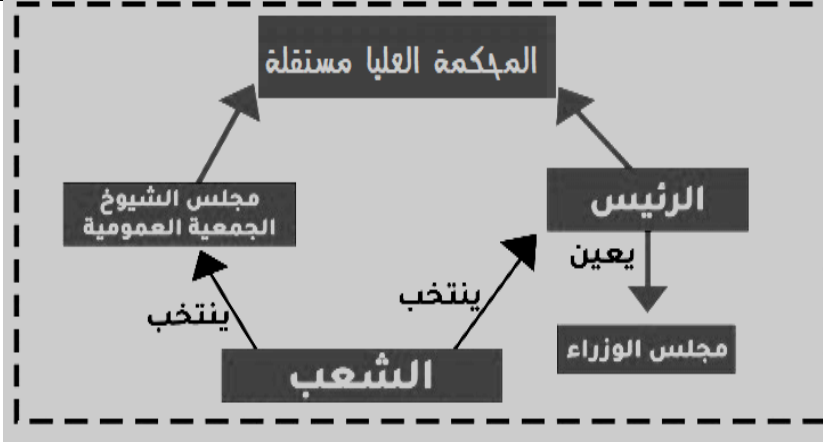 المحكمة العليا مستقلة
الرئيس
مجلس الشيوخ
الجمعية العمومية
يعين
ينتخب
ينتخب
مجلس الوزراء
الشعب